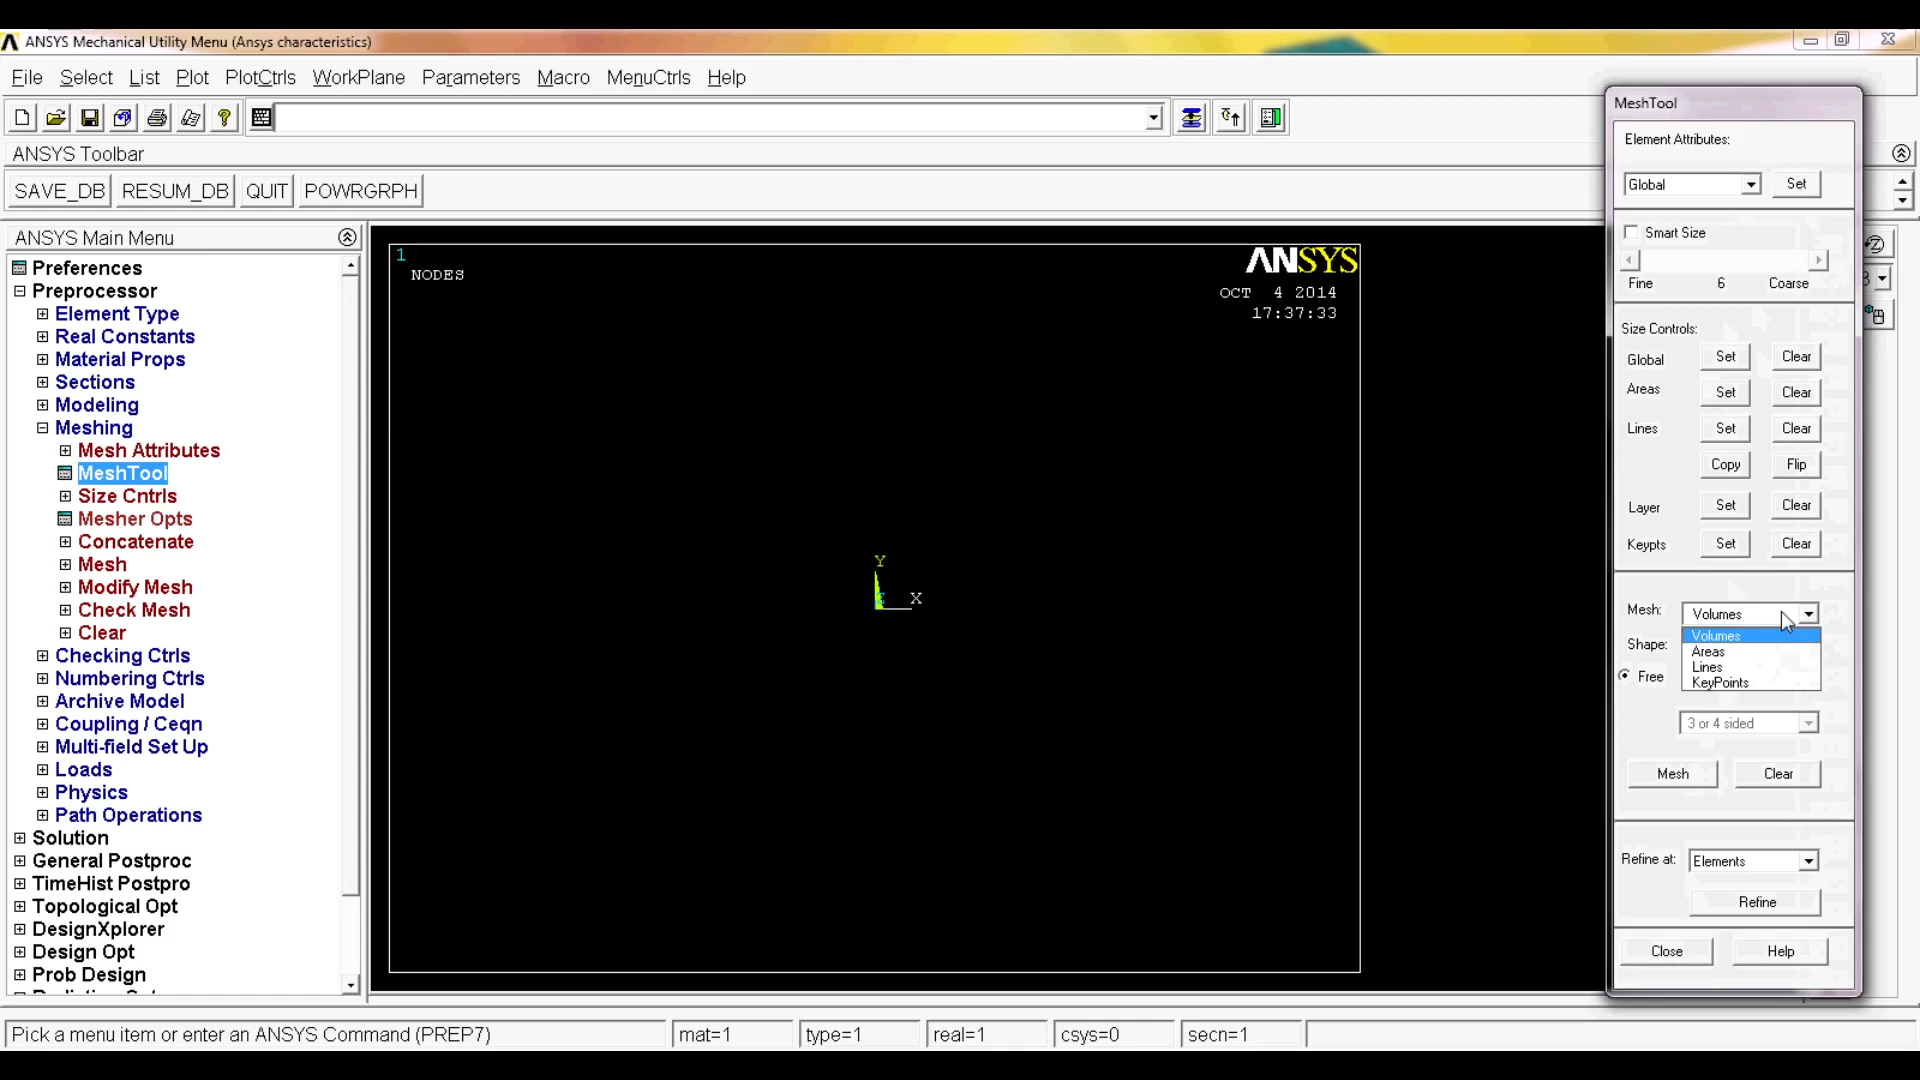 ANSYS Mechanical Utility Menu (Ansys characteristics)
File Select List Plot PlotCtrls WorkPlane Parameters Macro MenuCtrls Help
ANSYS Toolbar
SAVE_DB RESUM_DB QUIT POWRGRPH
ANSYS Main Menu
Preferences
Preprocessor
Element Type
Real Constants
Material Props
Sections
Modeling
Meshing
Mesh Attributes
MeshTool
Size Cntrls
Mesher Opts
Concatenate
Mesh
Modify Mesh
Check Mesh
Clear
Checking Ctrls
Numbering Ctrls
Archive Model
Coupling / Ceqn
Multi-field Set Up
Loads
Physics
Path Operations
Solution
General Postproc
TimeHist Postpro
Topological Opt
DesignXplorer
Design Opt
Prob Design
1
NODES
ANSYS
OCT 4 2014
17:37:33
Y
Z X
MeshTool
Element Attributes:
Global Set
Smart Size
Fine 6 Coarse
Size Controls:
Global Set Clear
Areas Set Clear
Lines Set Clear
Copy Flip
Layer Set Clear
Keypts Set Clear
Mesh: Volumes
Volumes
Shape:
Areas
Lines
Free
KeyPoints
3 or 4 sided
Mesh Clear
Refine at: Elements
Refine
Close Help
Pick a menu item or enter an ANSYS Command (PREP7) mat=1 type=1 real=1 csys=0 secn=1